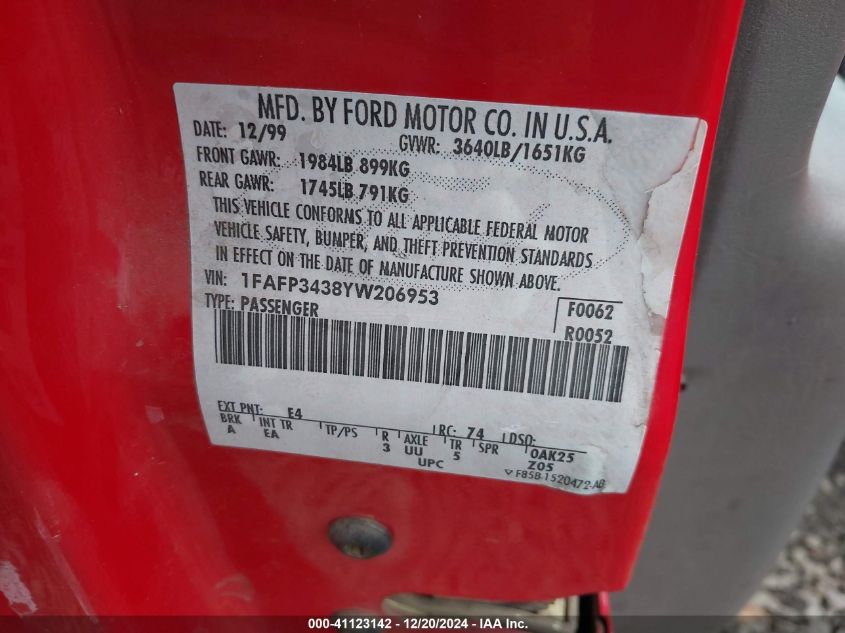 MFD. BY FORD MOTOR CO. IN U.S.A.
DATE: 12/99 GVWR: 3640LB/1651KG
FRONT GAWR: 1984LB 899KG
REAR GAWR: 1745LB 791KG
THIS VEHICLE CONFORMS TO ALL APPLICABLE FEDERAL MOTOR
VEHICLE SAFETY, BUMPER, AND THEFT PREVENTION STANDARDS
IN EFFECT ON THE DATE OF MANUFACTURE SHOWN ABOVE.
VIN: 1FAFP3438YW206953
TYPE: PASSENGER F0062
R0052
EXT PNT: E4 RC: 74 DSO:
BRK INT TR TP/PS R AXLE TR SPR 0AK25
A EA 3 UU 5 Z05
UPC ▽ F85B-1520472-AB
000-41123142 - 12/20/2024 - IAA Inc.